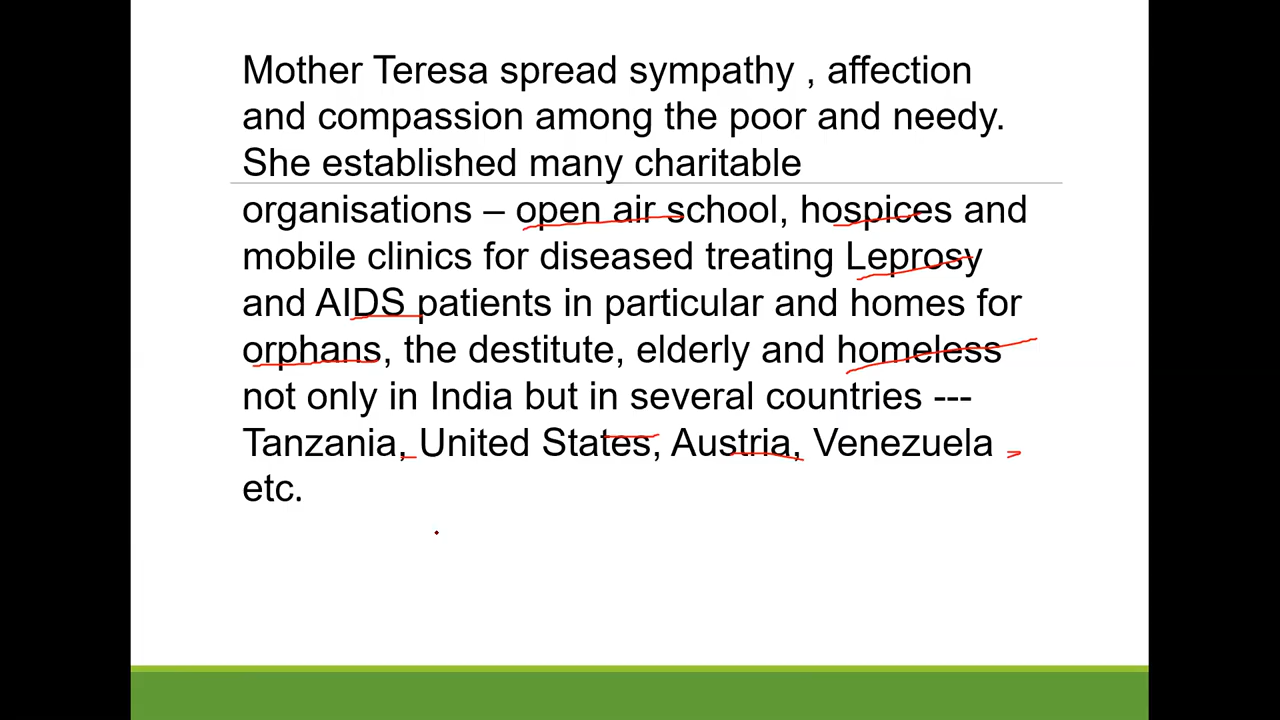 Mother Teresa spread sympathy , affection
and compassion among the poor and needy.
She established many charitable
organisations – open air school, hospices and
mobile clinics for diseased treating Leprosy
and AIDS patients in particular and homes for
orphans, the destitute, elderly and homeless
not only in India but in several countries ---
Tanzania, United States, Austria, Venezuela
etc.